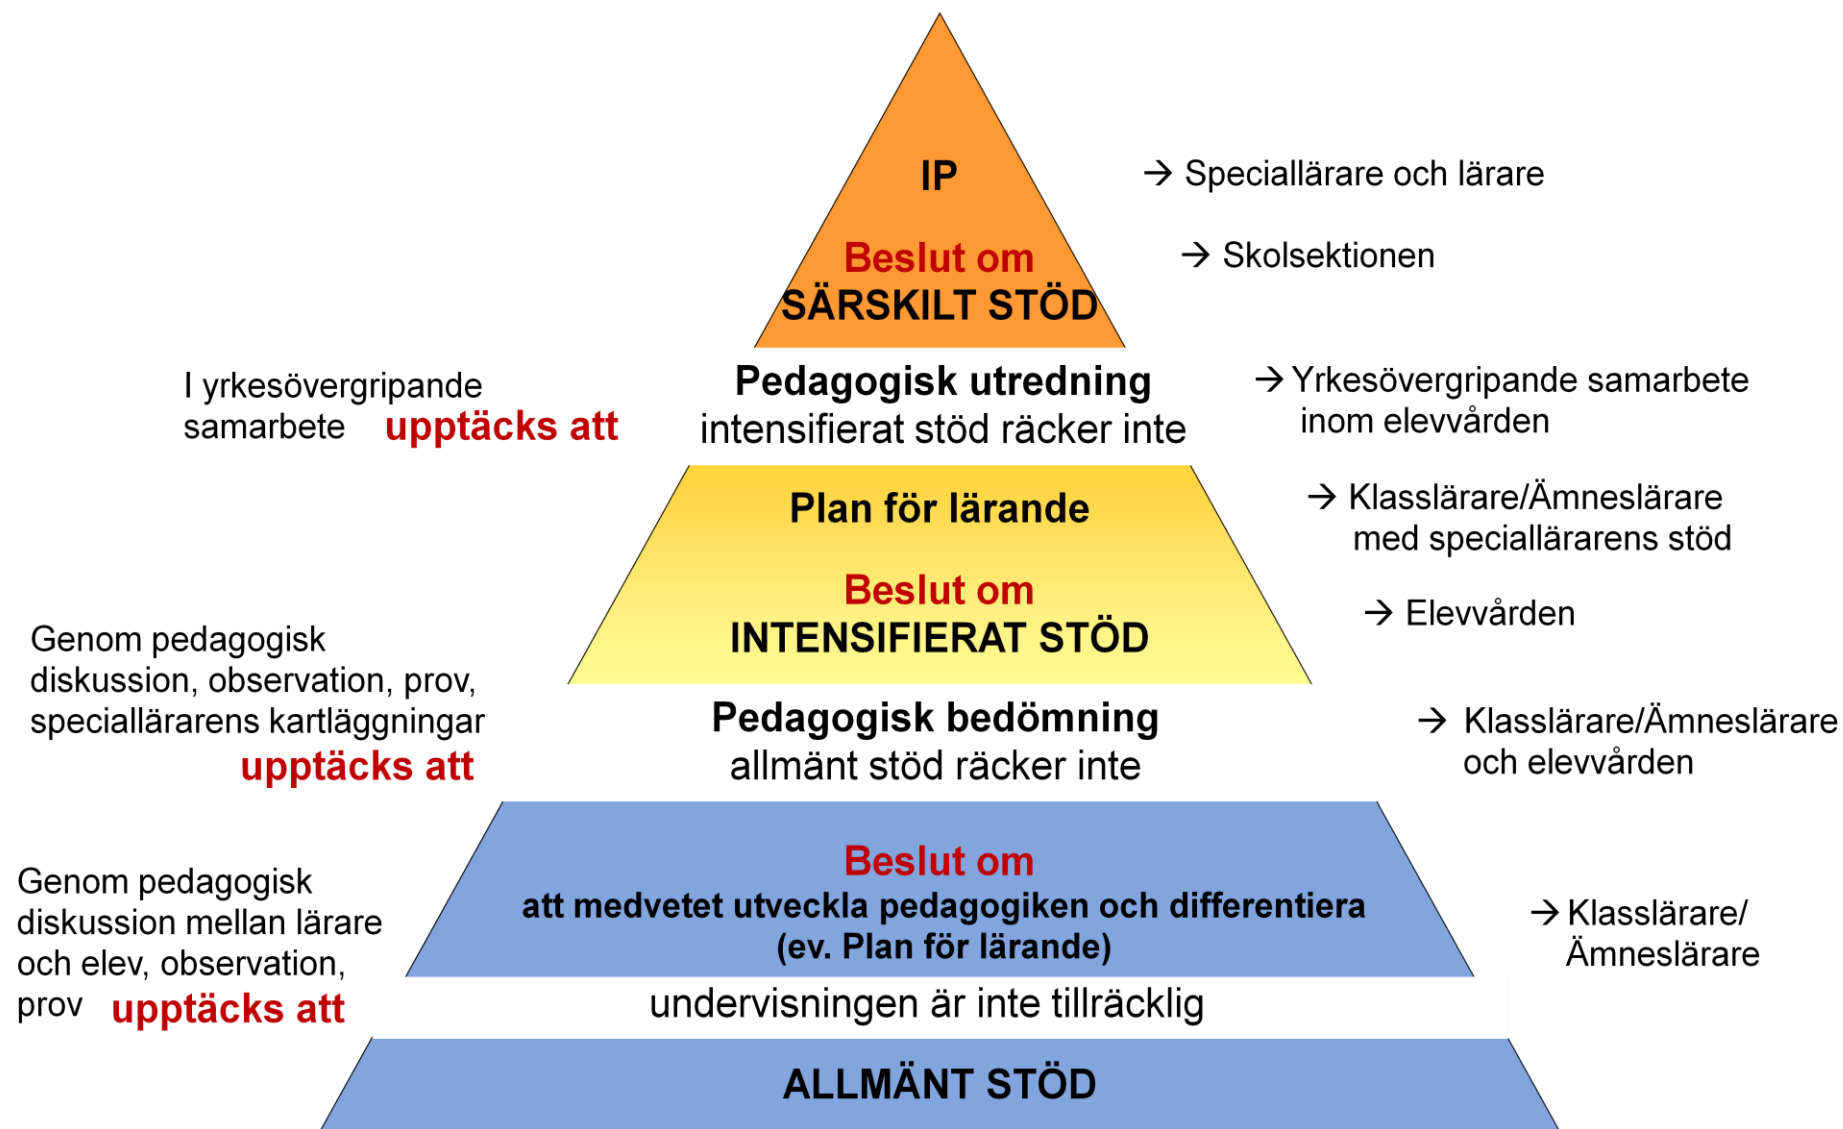 IP
→ Speciallärare och lärare
Beslut om
→ Skolsektionen
SÄRSKILT STÖD
I yrkesövergripande
samarbete upptäcks att
Pedagogisk utredning
intensifierat stöd räcker inte
→ Yrkesövergripande samarbete
inom elevvården
Plan för lärande
→ Klasslärare/Ämneslärare
med speciallärarens stöd
Beslut om
INTENSIFIERAT STÖD
→ Elevvården
Genom pedagogisk
diskussion, observation, prov,
speciallärarens kartläggningar
upptäcks att
Pedagogisk bedömning
allmänt stöd räcker inte
→ Klasslärare/Ämneslärare
och elevvården
Genom pedagogisk
diskussion mellan lärare
och elev, observation,
prov upptäcks att
Beslut om
att medvetet utveckla pedagogiken och differentiera
(ev. Plan för lärande)
→ Klasslärare/
Ämneslärare
undervisningen är inte tillräcklig
ALLMÄNT STÖD